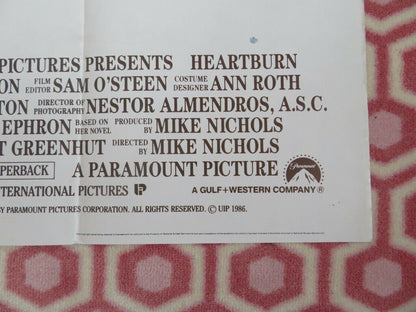 PICTURES PRESENTS HEARTBURN
ON FILM EDITOR SAM O'STEEN COSTUME DESIGNER ANN ROTH
TON DIRECTOR OF PHOTOGRAPHY NESTOR ALMENDROS, A.S.C.
EPHRON BASED ON HER NOVEL PRODUCED BY MIKE NICHOLS
T GREENHUT DIRECTED BY MIKE NICHOLS
PERBACK A PARAMOUNT PICTURE Paramount
INTERNATIONAL PICTURES A GULF+WESTERN COMPANY ®
BY PARAMOUNT PICTURES CORPORATION. ALL RIGHTS RESERVED. © UIP 1986.